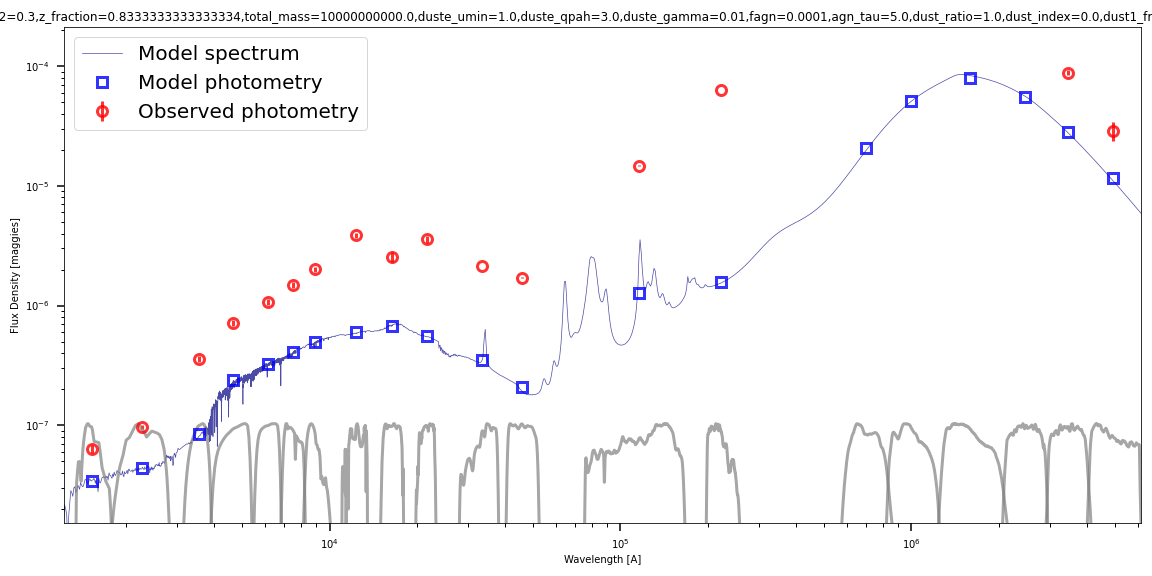 2=0.3,z_fraction=0.8333333333333334,total_mass=10000000000.0,duste_umin=1.0,duste_qpah=3.0,duste_gamma=0.01,fagn=0.0001,agn_tau=5.0,dust_ratio=1.0,dust_index=0.0,dust1_fr
Model spectrum
Model photometry
Observed photometry
Flux Density [maggies]
10⁻⁴
10⁻⁵
10⁻⁶
10⁻⁷
10⁴
10⁵
10⁶
Wavelength [A]